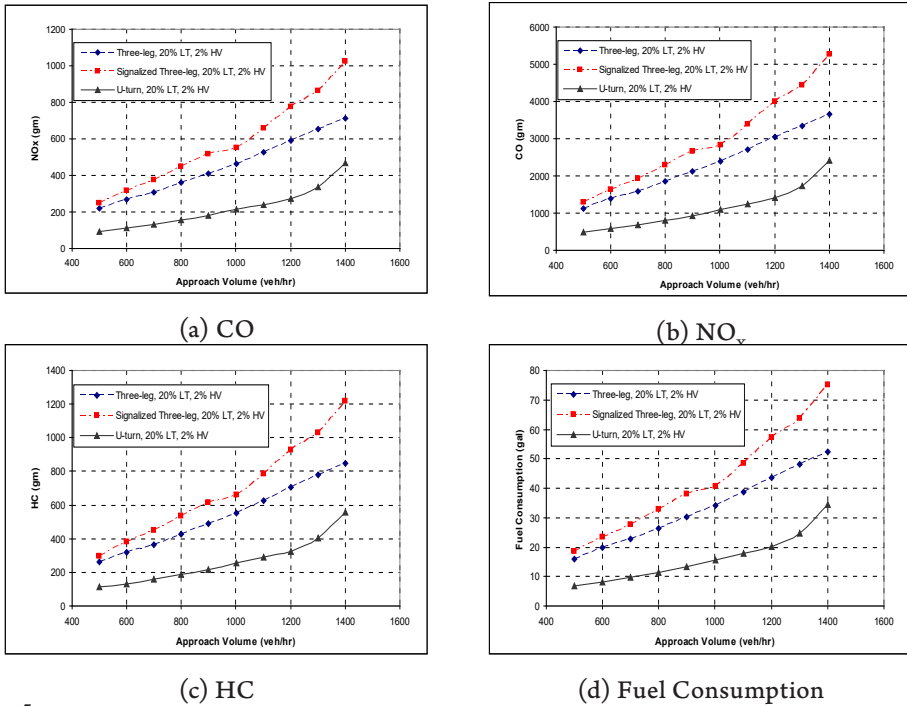 1200
1000
800
600
400
200
0
NOx (gm)
Three-leg, 20% LT, 2% HV
Signalized Three-leg, 20% LT, 2% HV
U-turn, 20% LT, 2% HV
400 600 800 1000 1200 1400 1600
Approach Volume (veh/hr)
(a) CO
6000
5000
4000
3000
2000
1000
0
CO (gm)
Three-leg, 20% LT, 2% HV
Signalized Three-leg, 20% LT, 2% HV
U-turn, 20% LT, 2% HV
400 600 800 1000 1200 1400 1600
Approach Volume (veh/hr)
(b) NOx
1400
1200
1000
800
600
400
200
0
HC (gm)
Three-leg, 20% LT, 2% HV
Signalized Three-leg, 20% LT, 2% HV
U-turn, 20% LT, 2% HV
400 600 800 1000 1200 1400 1600
Approach Volume (veh/hr)
(c) HC
80
70
60
50
40
30
20
10
0
Fuel Consumption (gal)
Three-leg, 20% LT, 2% HV
Signalized Three-leg, 20% LT, 2% HV
U-turn, 20% LT, 2% HV
400 600 800 1000 1200 1400 1600
Approach Volume (veh/hr)
(d) Fuel Consumption